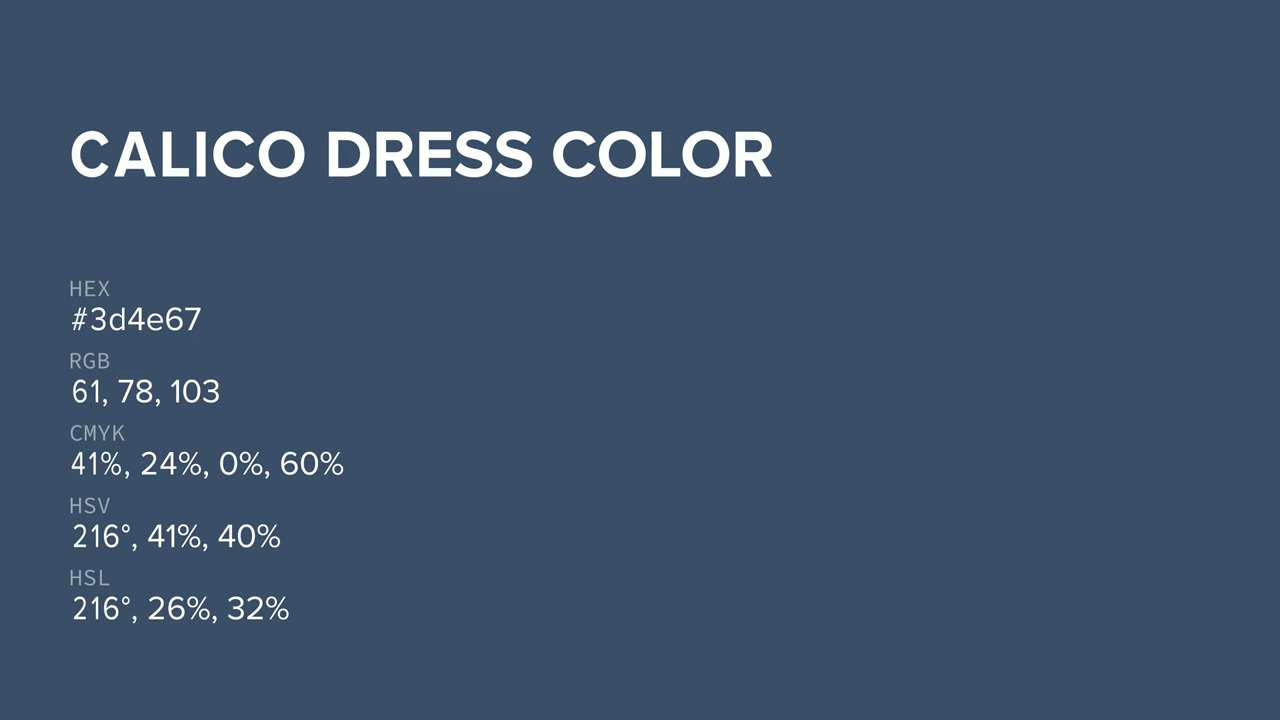 CALICO DRESS COLOR
HEX
#3d4e67
RGB
61, 78, 103
CMYK
41%, 24%, 0%, 60%
HSV
216°, 41%, 40%
HSL
216°, 26%, 32%